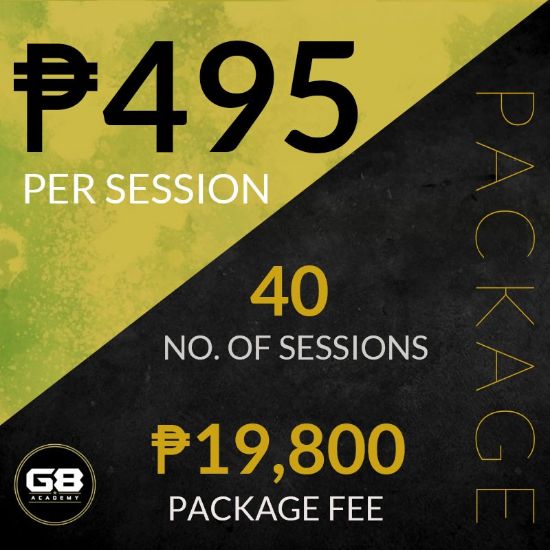 ₱495
PER SESSION
40
NO. OF SESSIONS
₱19,800
PACKAGE FEE
PACKAGE
G8
ACADEMY